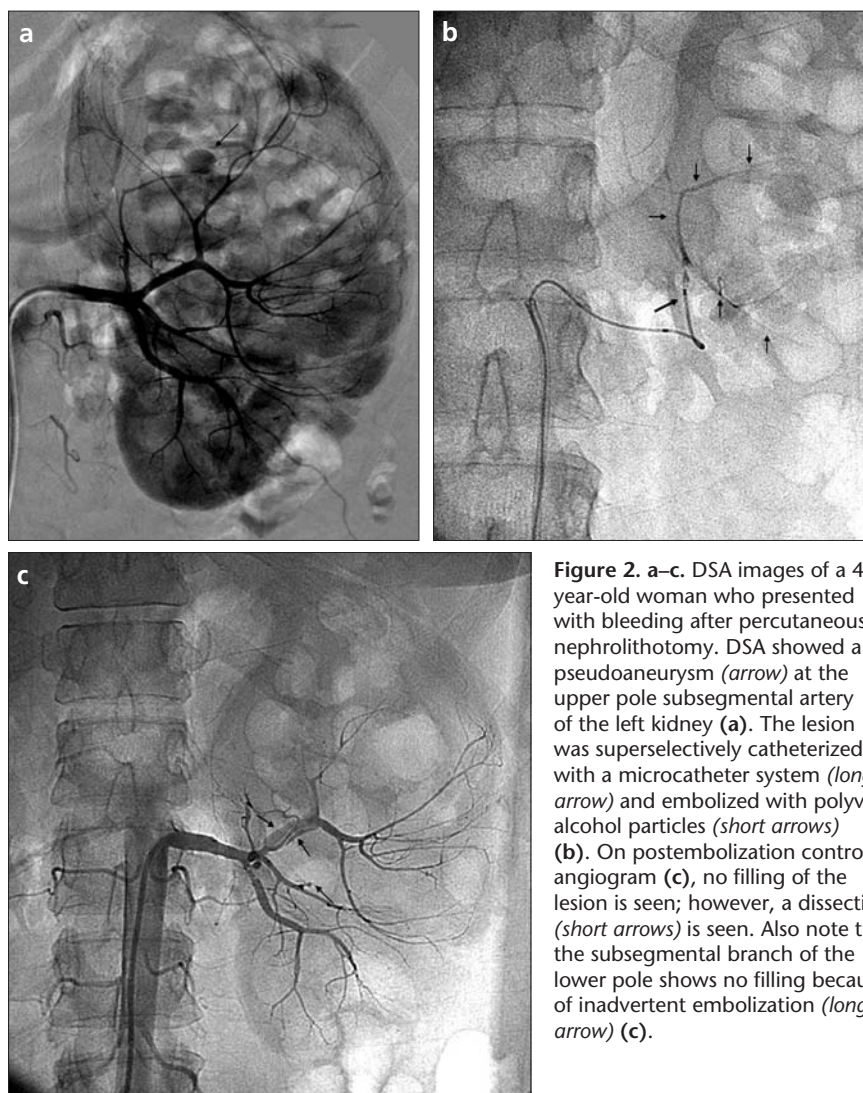 a
b
c
Figure 2. a–c. DSA images of a 4
year-old woman who presented
with bleeding after percutaneous
nephrolithotomy. DSA showed a
pseudoaneurysm (arrow) at the
upper pole subsegmental artery
of the left kidney (a). The lesion
was superselectively catheterized
with a microcatheter system (long
arrow) and embolized with polyv
alcohol particles (short arrows)
(b). On postembolization contro
angiogram (c), no filling of the
lesion is seen; however, a dissecti
(short arrows) is seen. Also note t
the subsegmental branch of the
lower pole shows no filling becau
of inadvertent embolization (long
arrow) (c).